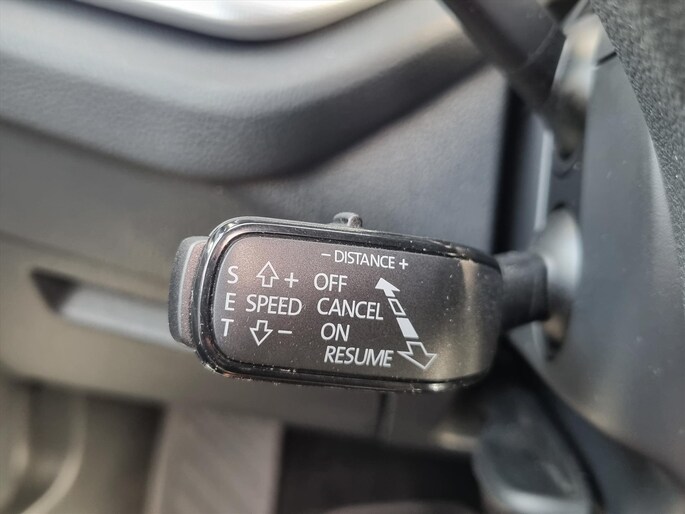 - DISTANCE +
S + OFF
E SPEED CANCEL
T - ON
RESUME